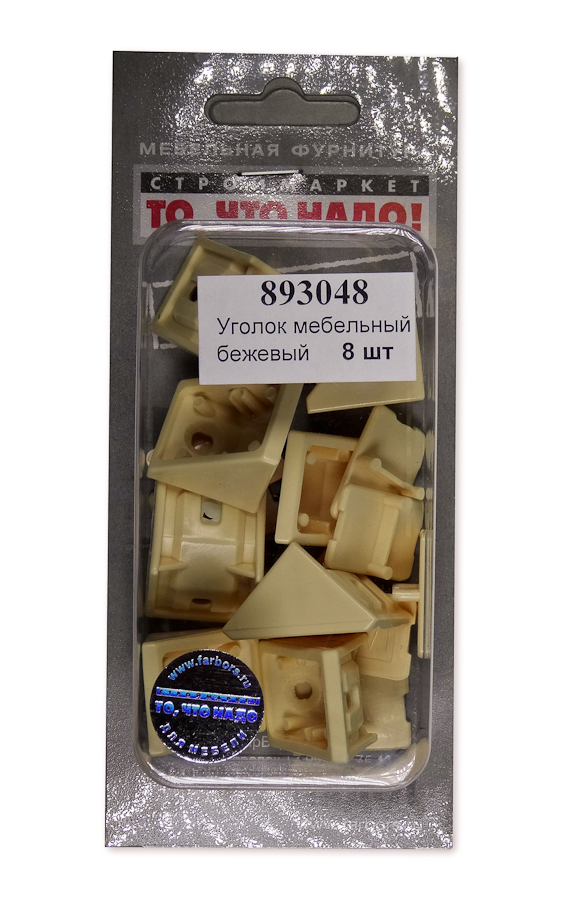 МЕБЕЛЬНАЯ ФУРНИТУРА
СТРОЙМАРКЕТ
ТО, ЧТО НАДО!
893048
Уголок мебельный
бежевый 8 шт
www.farbora.ru
ТО, ЧТО НАДО
ДЛЯ МЕБЕЛИ